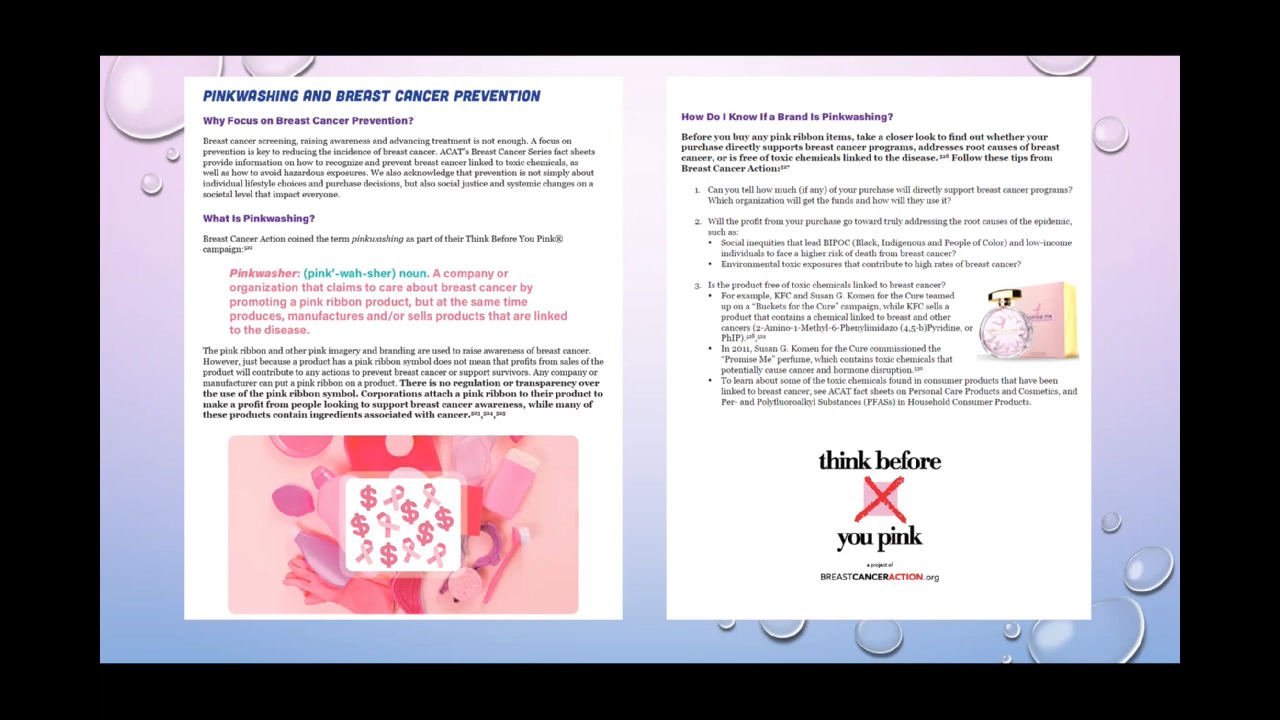 PINKWASHING AND BREAST CANCER PREVENTION
Why Focus on Breast Cancer Prevention?
Breast cancer screening, raising awareness and advancing treatment is not enough. A focus on
prevention is key to reducing the incidence of breast cancer. ACAT's Breast Cancer Series fact sheets
provide information on how to recognize and prevent breast cancer linked to toxic chemicals, as
well as how to avoid hazardous exposures. We also acknowledge that prevention is not simply about
individual lifestyle choices and purchase decisions, but also social justice and systemic changes on a
societal level that impact everyone.
What Is Pinkwashing?
Breast Cancer Action coined the term pinkwashing as part of their Think Before You Pink®
campaign:⁵²²
Pinkwasher: (pink'-wah-sher) noun. A company or
organization that claims to care about breast cancer by
promoting a pink ribbon product, but at the same time
produces, manufactures and/or sells products that are linked
to the disease.
The pink ribbon and other pink imagery and branding are used to raise awareness of breast cancer.
However, just because a product has a pink ribbon symbol does not mean that profits from sales of the
product will contribute to any actions to prevent breast cancer or support survivors. Any company or
manufacturer can put a pink ribbon on a product. There is no regulation or transparency over
the use of the pink ribbon symbol. Corporations attach a pink ribbon to their product to
make a profit from people looking to support breast cancer awareness, while many of
these products contain ingredients associated with cancer.⁵²³,⁵²⁴,⁵²⁵
$ $ $ $ $ $
How Do I Know If a Brand Is Pinkwashing?
Before you buy any pink ribbon items, take a closer look to find out whether your
purchase directly supports breast cancer programs, addresses root causes of breast
cancer, or is free of toxic chemicals linked to the disease.⁵²⁶ Follow these tips from
Breast Cancer Action:⁵²⁷
1. Can you tell how much (if any) of your purchase will directly support breast cancer programs?
Which organization will get the funds and how will they use it?
2. Will the profit from your purchase go toward truly addressing the root causes of the epidemic,
such as:
• Social inequities that lead BIPOC (Black, Indigenous and People of Color) and low-income
individuals to face a higher risk of death from breast cancer?
• Environmental toxic exposures that contribute to high rates of breast cancer?
3. Is the product free of toxic chemicals linked to breast cancer?
• For example, KFC and Susan G. Komen for the Cure teamed
up on a "Buckets for the Cure" campaign, while KFC sells a
product that contains a chemical linked to breast and other
cancers (2-Amino-1-Methyl-6-Phenylimidazo (4,5-b)Pyridine, or
PhIP).⁵²⁸,⁵²⁹
• In 2011, Susan G. Komen for the Cure commissioned the
"Promise Me" perfume, which contains toxic chemicals that
potentially cause cancer and hormone disruption.⁵³⁰
• To learn about some of the toxic chemicals found in consumer products that have been
linked to breast cancer, see ACAT fact sheets on Personal Care Products and Cosmetics, and
Per- and Polyfluoroalkyl Substances (PFASs) in Household Consumer Products.
think before
you pink
a project of
BREASTCANCERACTION.org